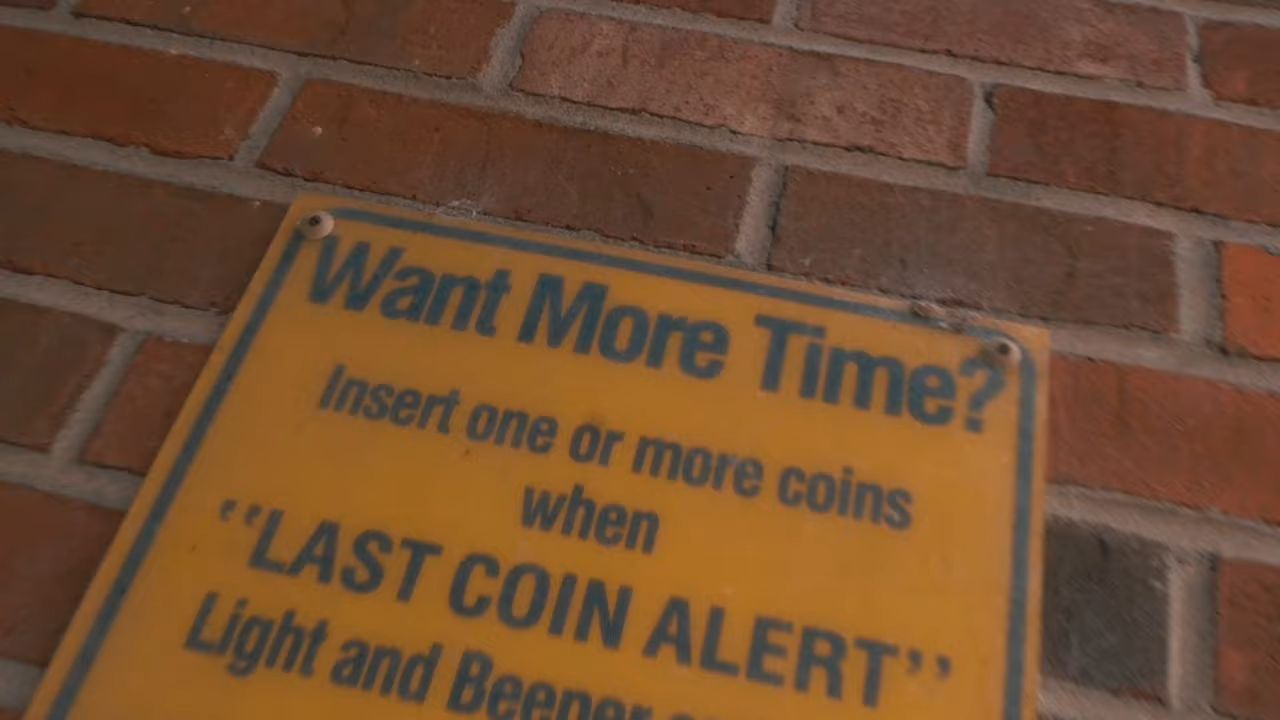 Want More Time?
Insert one or more coins
when
"LAST COIN ALERT"
Light and Beeper